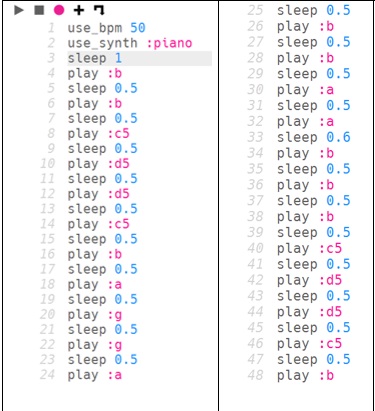 1 use_bpm 50
2 use_synth :piano
3 sleep 1
4 play :b
5 sleep 0.5
6 play :b
7 sleep 0.5
8 play :c5
9 sleep 0.5
10 play :d5
11 sleep 0.5
12 play :d5
13 sleep 0.5
14 play :c5
15 sleep 0.5
16 play :b
17 sleep 0.5
18 play :a
19 sleep 0.5
20 play :g
21 sleep 0.5
22 play :g
23 sleep 0.5
24 play :a
25 sleep 0.5
26 play :b
27 sleep 0.5
28 play :b
29 sleep 0.5
30 play :a
31 sleep 0.5
32 play :a
33 sleep 0.6
34 play :b
35 sleep 0.5
36 play :b
37 sleep 0.5
38 play :b
39 sleep 0.5
40 play :c5
41 sleep 0.5
42 play :d5
43 sleep 0.5
44 play :d5
45 sleep 0.5
46 play :c5
47 sleep 0.5
48 play :b